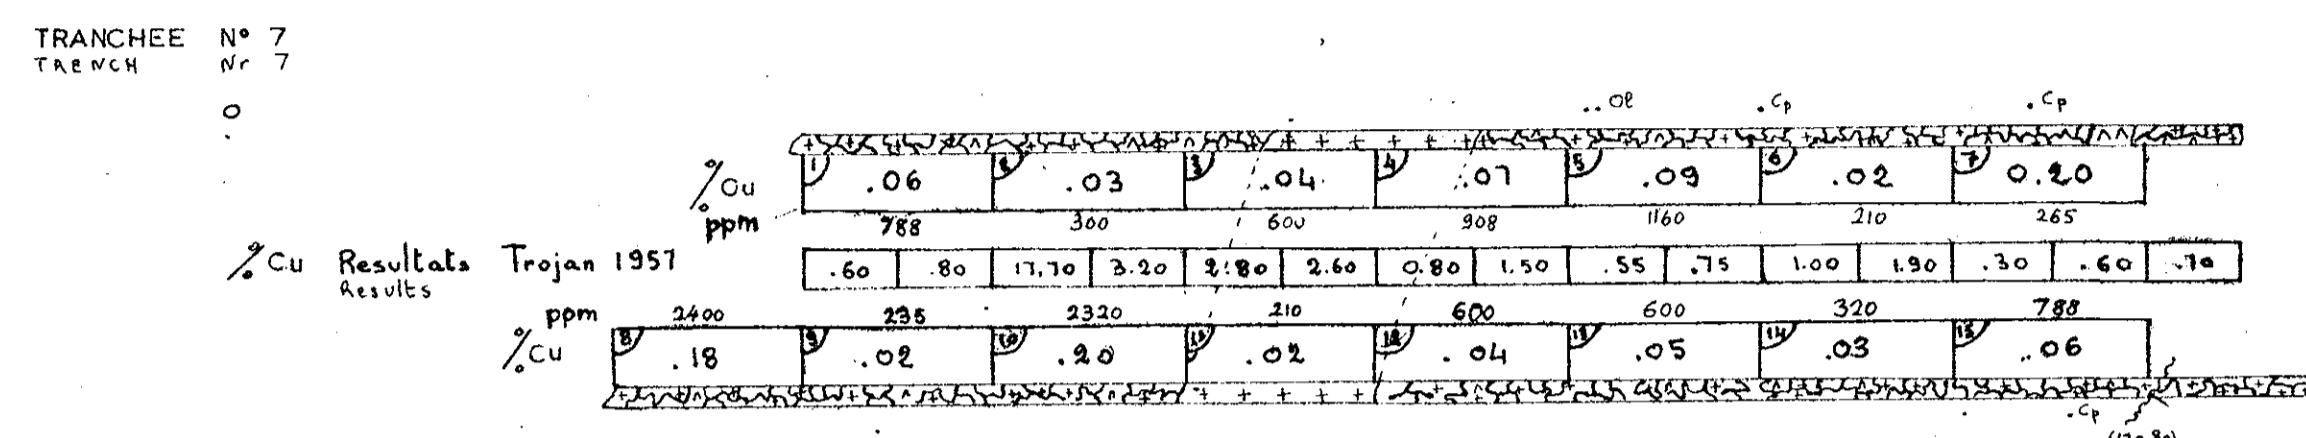 TRANCHEE N° 7
TRENCH Nr 7
.. Ol . Cp . Cp
% Cu 1 .06 2 .03 3 .04 4 .07 5 .09 6 .02 7 0.20
ppm 788 300 600 908 1160 210 265
% Cu Resultats Trojan 1957 .60 .80 17.70 3.20 2.80 2.60 0.80 1.50 .55 .75 1.00 1.90 .30 .60 .70
Results
ppm 2400 235 2320 210 600 600 320 788
% Cu 8 .18 9 .02 10 .20 11 .02 12 .04 13 .05 14 .03 15 .06
. Cp